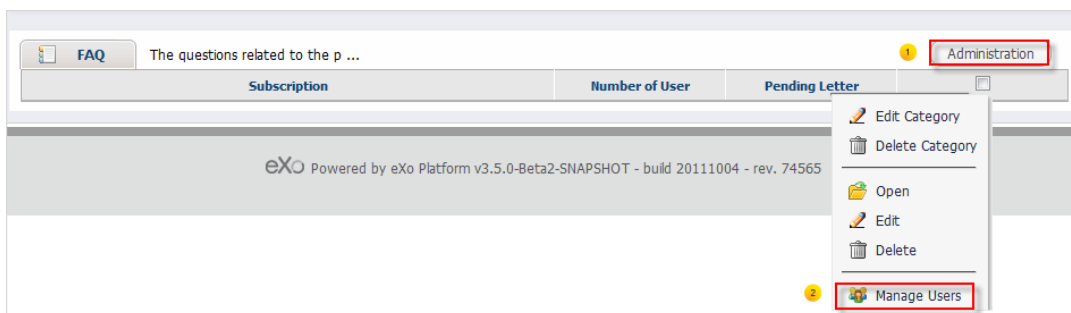 FAQ The questions related to the p ... 1 Administration
Subscription Number of User Pending Letter
Edit Category
Delete Category
eXo Powered by eXo Platform v3.5.0-Beta2-SNAPSHOT - build 20111004 - rev. 74565
Open
Edit
Delete
2 Manage Users